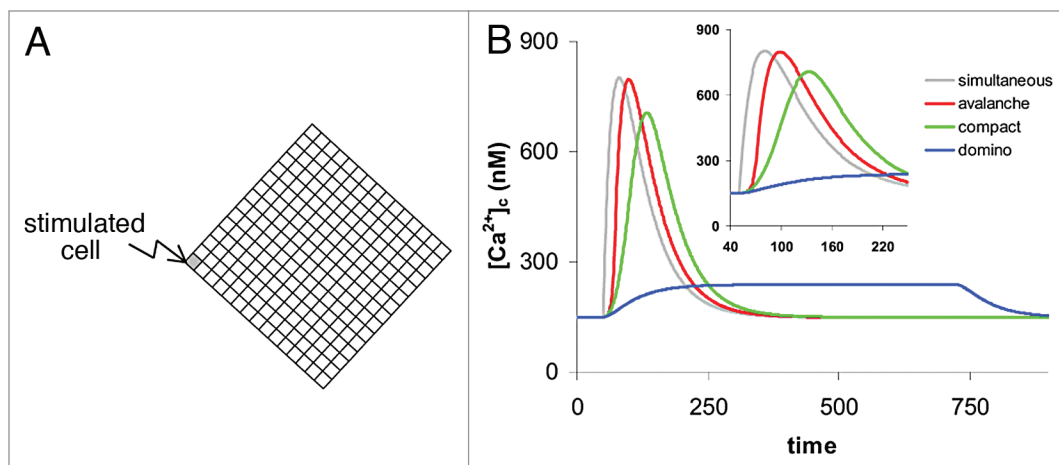 A
stimulated
cell
B
900
600
300
0
[Ca²⁺]c (nM)
0
250
500
750
time
900
600
300
0
40
100
160
220
simultaneous
avalanche
compact
domino